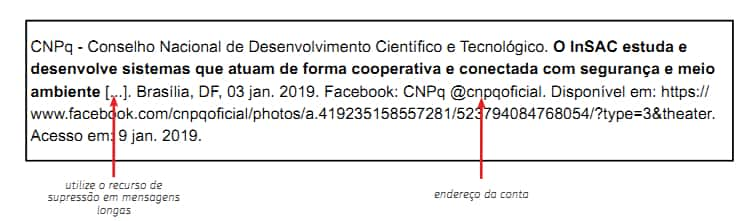 CNPq - Conselho Nacional de Desenvolvimento Científico e Tecnológico. O InSAC estuda e
desenvolve sistemas que atuam de forma cooperativa e conectada com segurança e meio
ambiente [...]. Brasília, DF, 03 jan. 2019. Facebook: CNPq @cnpqoficial. Disponível em: https://
www.facebook.com/cnpqoficial/photos/a.419235158557281/523794084768054/?type=3&theater.
Acesso em: 9 jan. 2019.
utilize o recurso de
supressão em mensagens
longas
endereço da conta